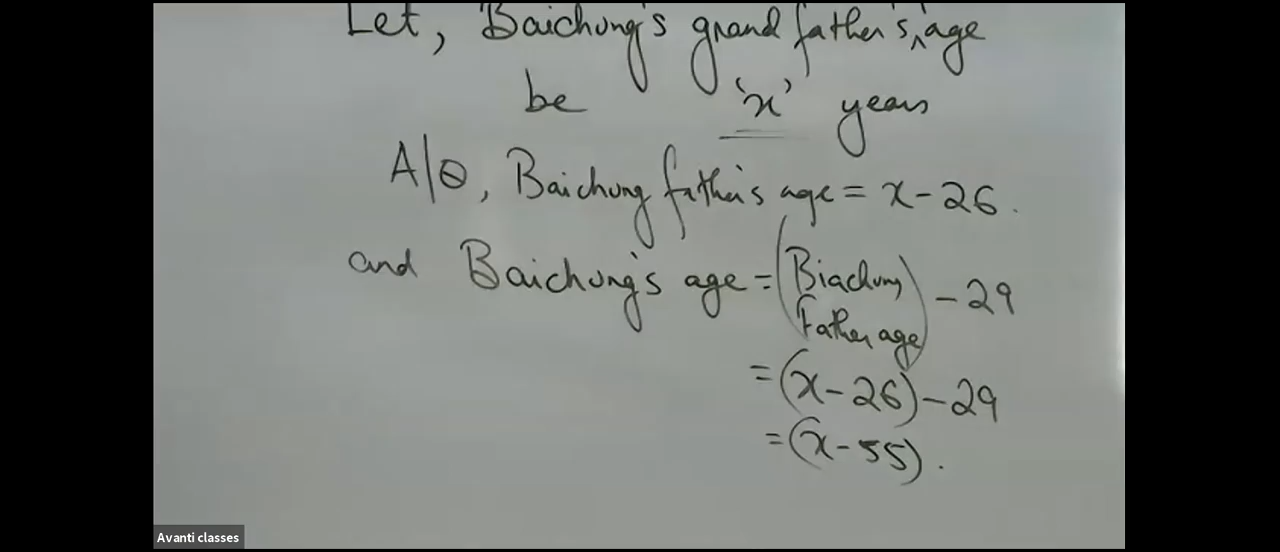 Let, Baichung's grand father's, age
be 'x' years
A/Q, Baichung father's age = x - 26.
and Baichung's age = (Biachung Father age) - 29
= (x - 26) - 29
= (x - 55).
Avanti classes